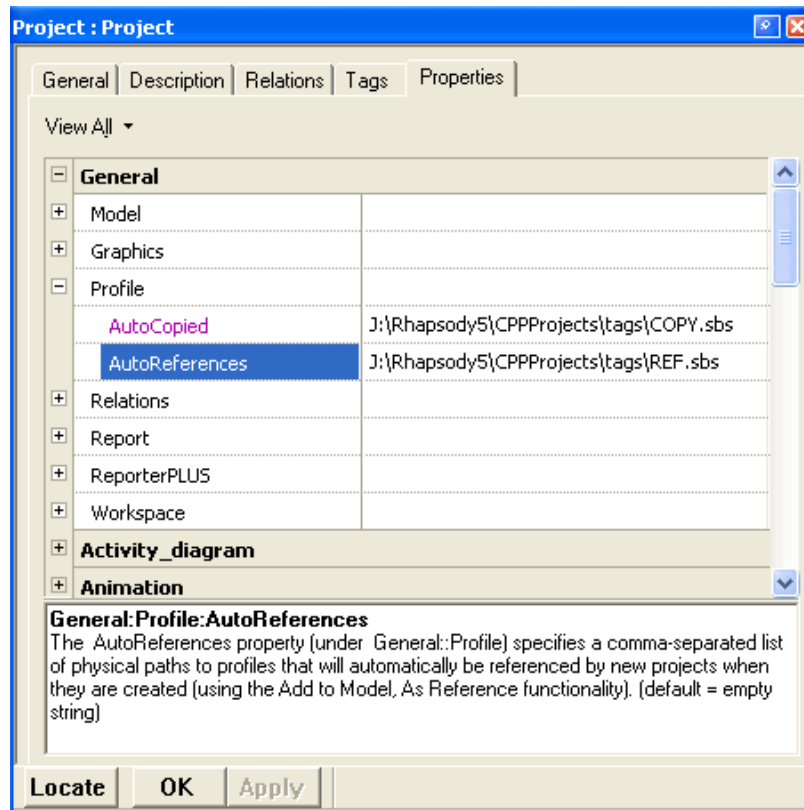 Project : Project
General Description Relations Tags Properties
View All
General
Model
Graphics
Profile
AutoCopied J:\Rhapsody5\CPPProjects\tags\COPY.sbs
AutoReferences J:\Rhapsody5\CPPProjects\tags\REF.sbs
Relations
Report
ReporterPLUS
Workspace
Activity_diagram
Animation
General:Profile:AutoReferences
The AutoReferences property (under General::Profile) specifies a comma-separated list
of physical paths to profiles that will automatically be referenced by new projects when
they are created (using the Add to Model, As Reference functionality). (default = empty
string)
Locate OK Apply